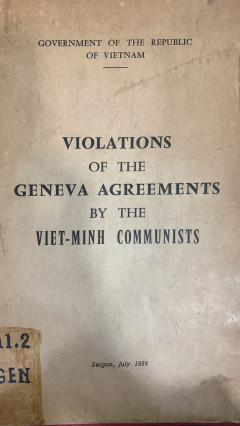 GOVERNMENT OF THE REPUBLIC
OF VIETNAM
VIOLATIONS
OF THE
GENEVA AGREEMENTS
BY THE
VIET-MINH COMMUNISTS
11.2
GEN
Saigon, July 1959